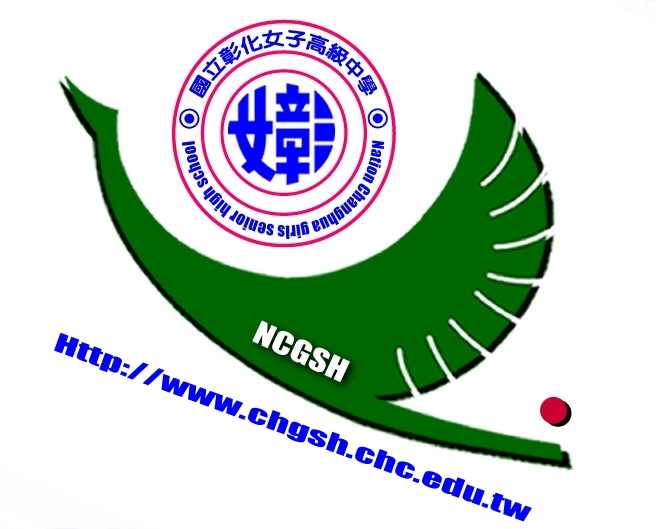 國立彰化女子高級中學
Nation Changhua girls senior high school
NCGSH
Http://www.chgsh.chc.edu.tw